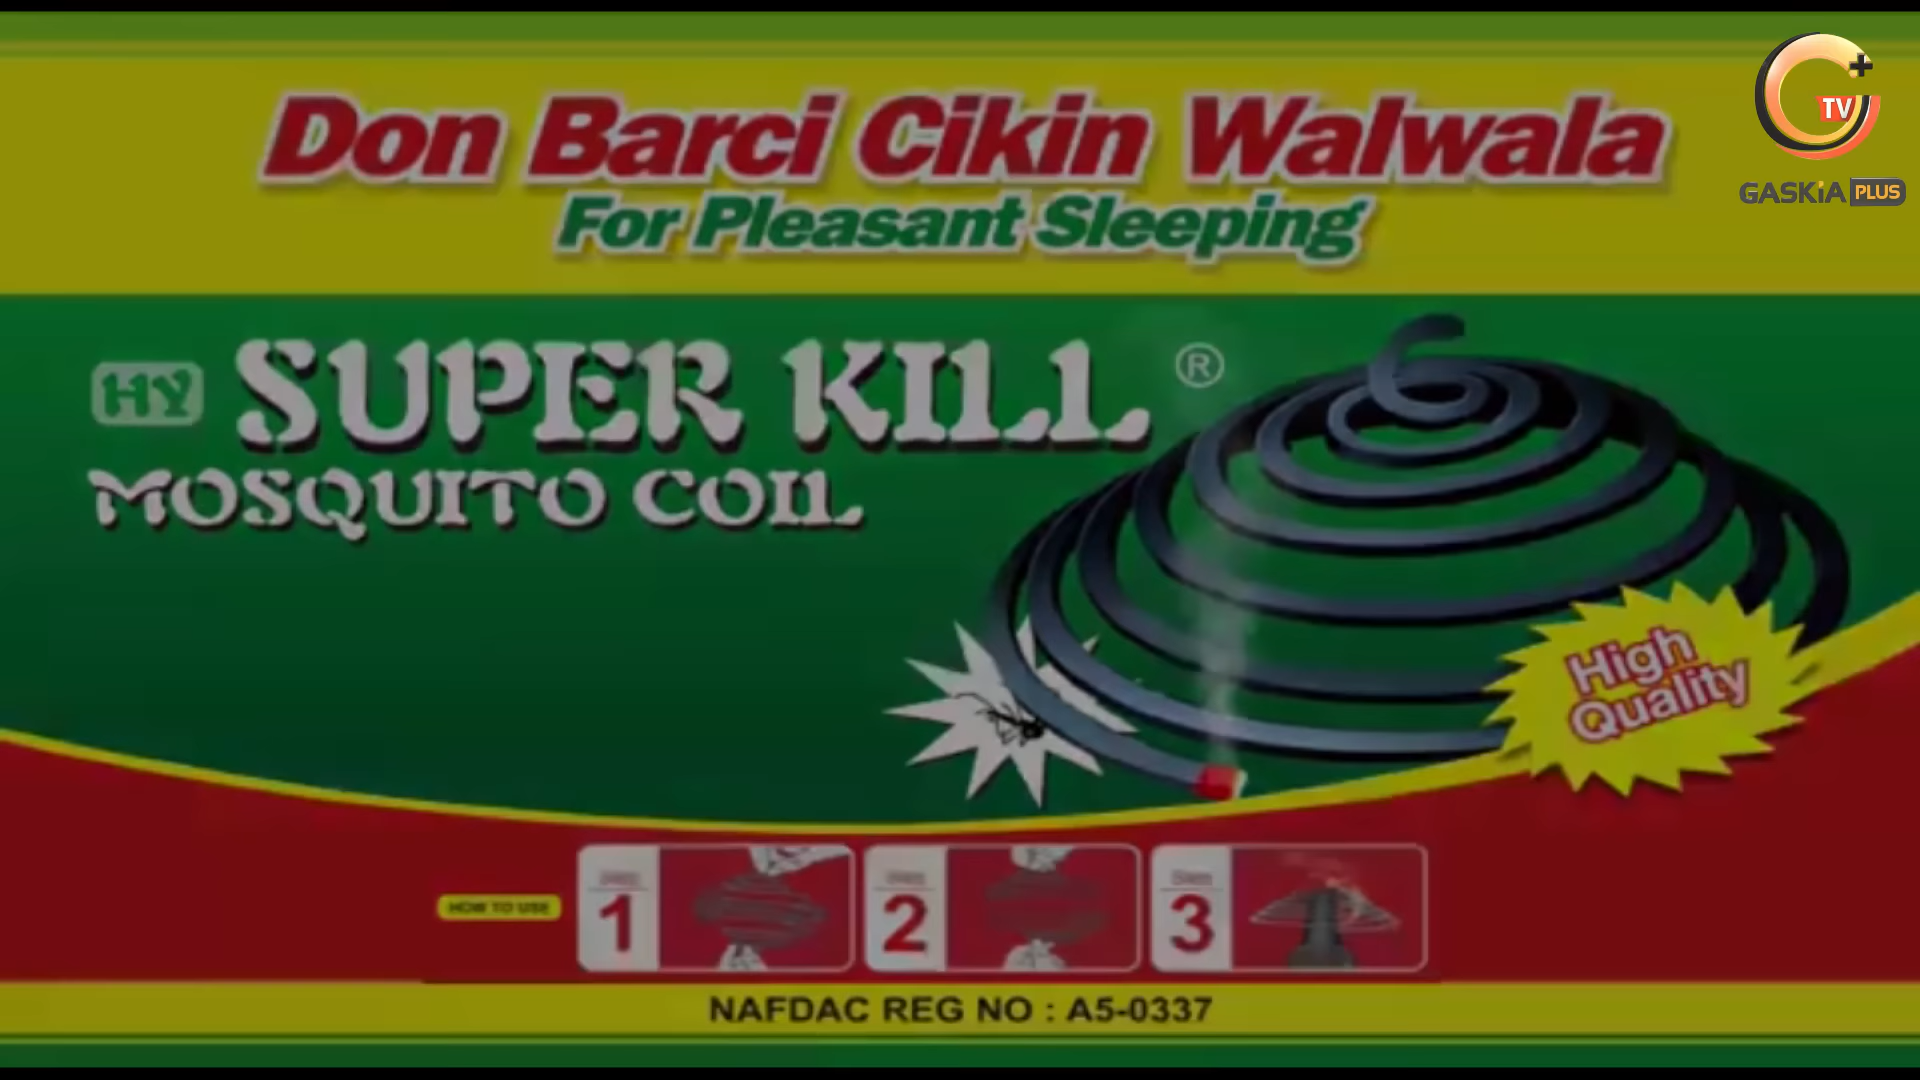 Don Barci Cikin Walwala
For Pleasant Sleeping
TV
GASKIA PLUS
HY SUPER KILL ®
MOSQUITO COIL
High
Quality
HOW TO USE
1
2
3
NAFDAC REG NO : A5-0337